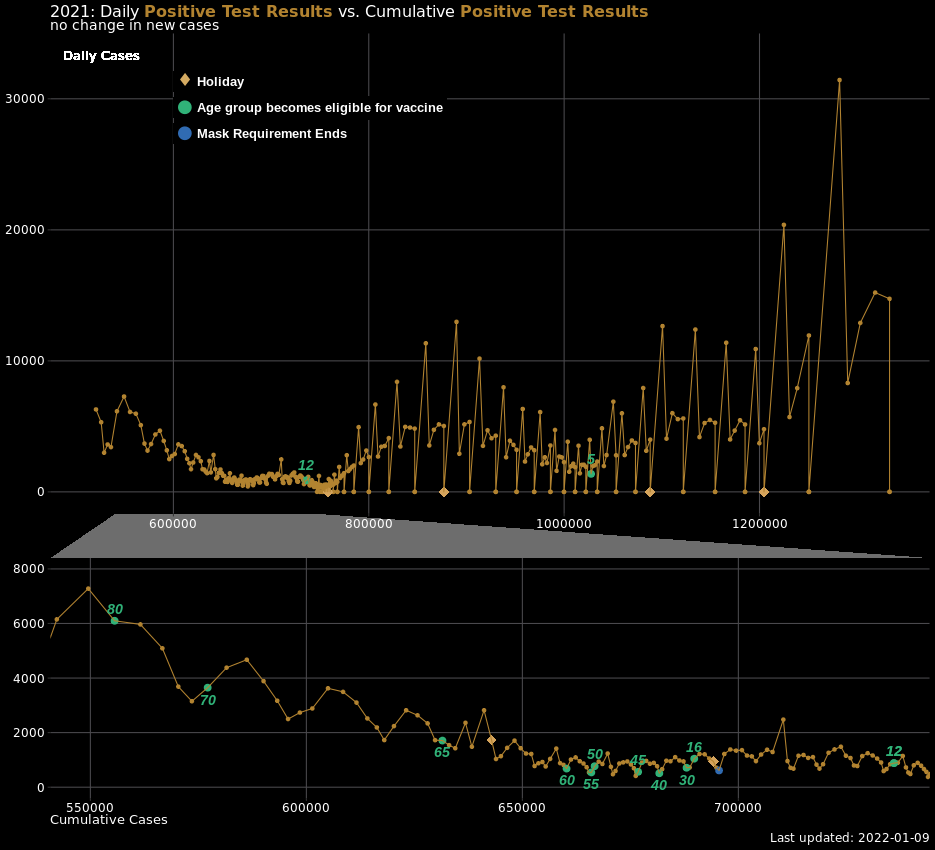 2021: Daily Positive Test Results vs. Cumulative Positive Test Results
no change in new cases
Daily Cases
Holiday
Age group becomes eligible for vaccine
Mask Requirement Ends
30000
20000
10000
0
12
5
600000 800000 1000000 1200000
8000
6000
4000
2000
0
80
70
65
60
50
55
45
40
16
30
12
550000 600000 650000 700000
Cumulative Cases
Last updated: 2022-01-09